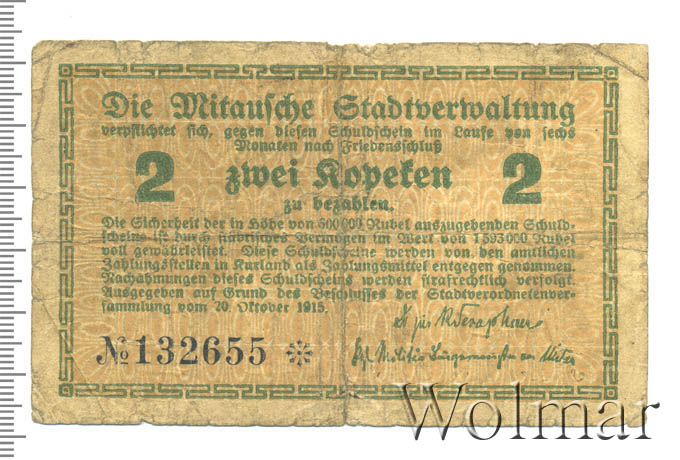 Die Mitausche Stadtverwaltung
verpflichtet sich, gegen diesen Schuldschein im Laufe von sechs
Monaten nach Friedensschluß
2 zwei Kopeken 2
zu bezahlen.
Die Sicherheit der in Höhe von 500000 Rubel auszugebenden Schuld-
scheine ist durch städtisches Vermögen im Wert von 1593000 Rubel
voll gewährleistet. Diese Schuldscheine werden von den amtlichen
Zahlungsstellen in Kurland als Zahlungsmittel entgegen genommen.
Nachahmungen dieses Schuldscheins werden strafrechtlich verfolgt.
Ausgegeben auf Grund des Beschlusses der Stadtverordnetenver-
sammlung vom 20. Oktober 1915.
№132655 ※
Wolmar